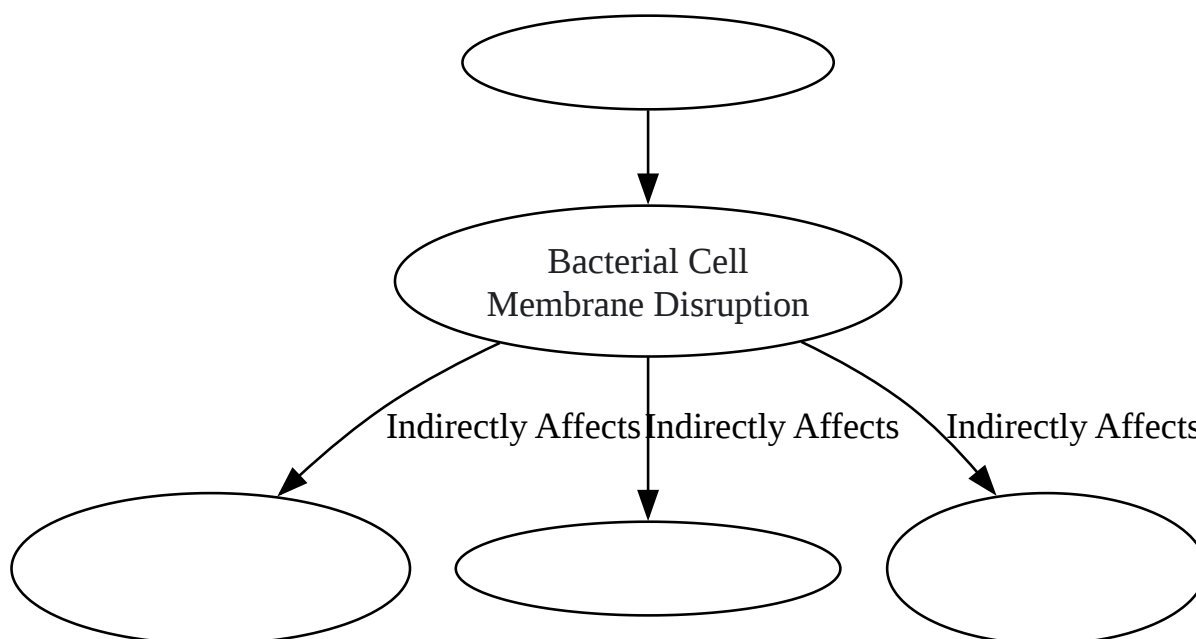 Bacterial Cell
Membrane Disruption
Indirectly Affects
Indirectly Affects
Indirectly Affects